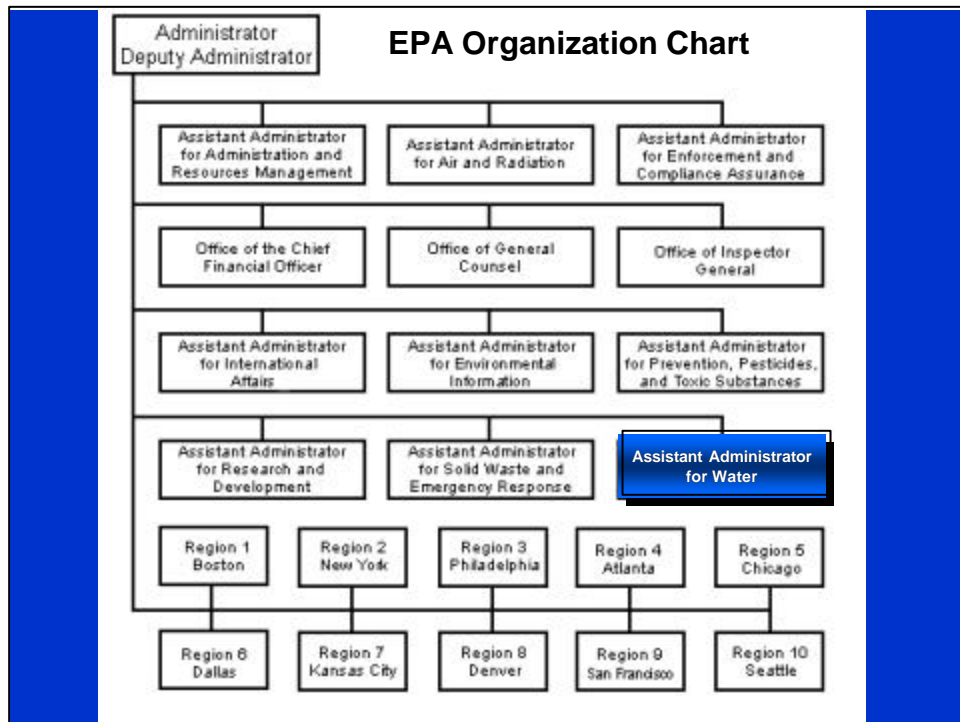 Administrator
Deputy Administrator
EPA Organization Chart
Assistant Administrator
for Administration and
Resources Management
Assistant Administrator
for Air and Radiation
Assistant Administrator
for Enforcement and
Compliance Assurance
Office of the Chief
Financial Officer
Office of General
Counsel
Office of Inspector
General
Assistant Administrator
for International
Affairs
Assistant Administrator
for Environmental
Information
Assistant Administrator
for Prevention, Pesticides,
and Toxic Substances
Assistant Administrator
for Research and
Development
Assistant Administrator
for Solid Waste and
Emergency Response
Assistant Administrator
for Water
Region 1
Boston
Region 2
New York
Region 3
Philadelphia
Region 4
Atlanta
Region 5
Chicago
Region 6
Dallas
Region 7
Kansas City
Region 8
Denver
Region 9
San Francisco
Region 10
Seattle